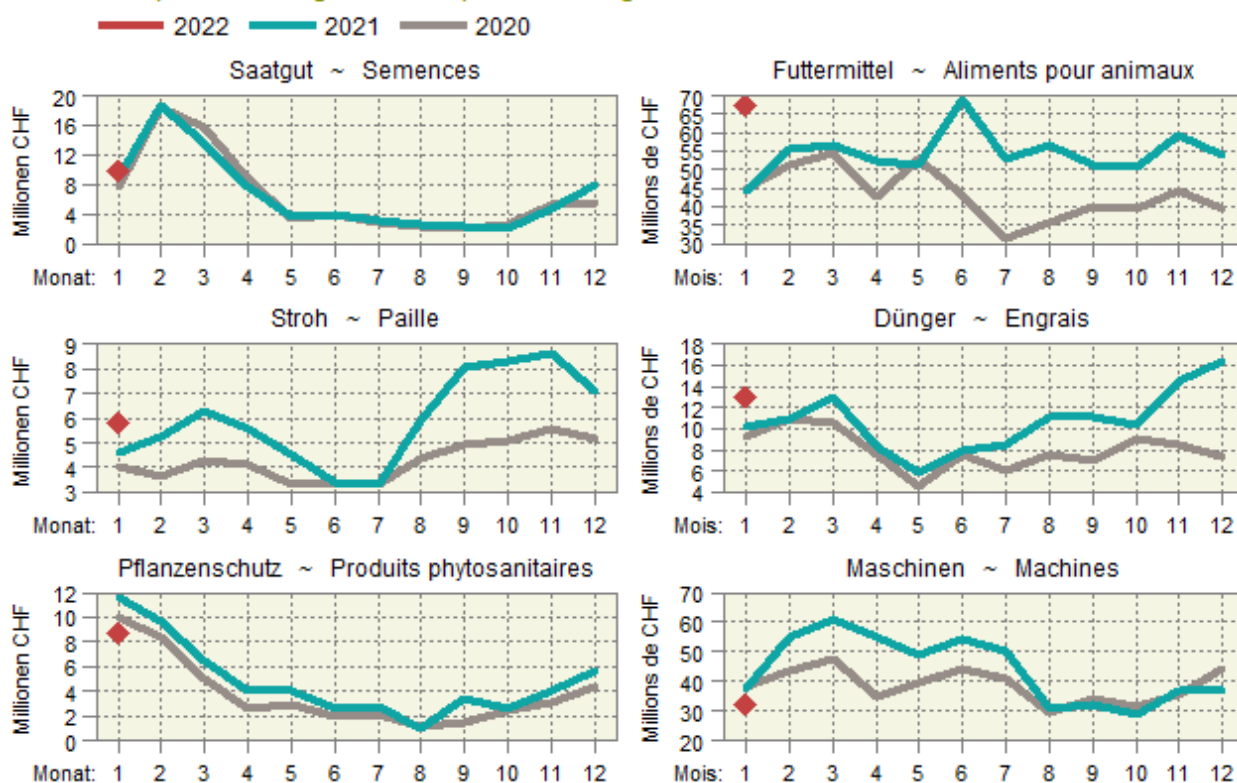 2022 2021 2020
Saatgut ~ Semences
Millionen CHF
20
16
12
8
4
0
Monat: 1 2 3 4 5 6 7 8 9 10 11 12
Futtermittel ~ Aliments pour animaux
Millions de CHF
70
65
60
55
50
45
40
35
30
Mois: 1 2 3 4 5 6 7 8 9 10 11 12
Stroh ~ Paille
Millionen CHF
9
8
7
6
5
4
3
Monat: 1 2 3 4 5 6 7 8 9 10 11 12
Dünger ~ Engrais
Millions de CHF
18
16
14
12
10
8
6
4
Mois: 1 2 3 4 5 6 7 8 9 10 11 12
Pflanzenschutz ~ Produits phytosanitaires
Millionen CHF
12
10
8
6
4
2
0
Monat: 1 2 3 4 5 6 7 8 9 10 11 12
Maschinen ~ Machines
Millions de CHF
70
60
50
40
30
20
Mois: 1 2 3 4 5 6 7 8 9 10 11 12